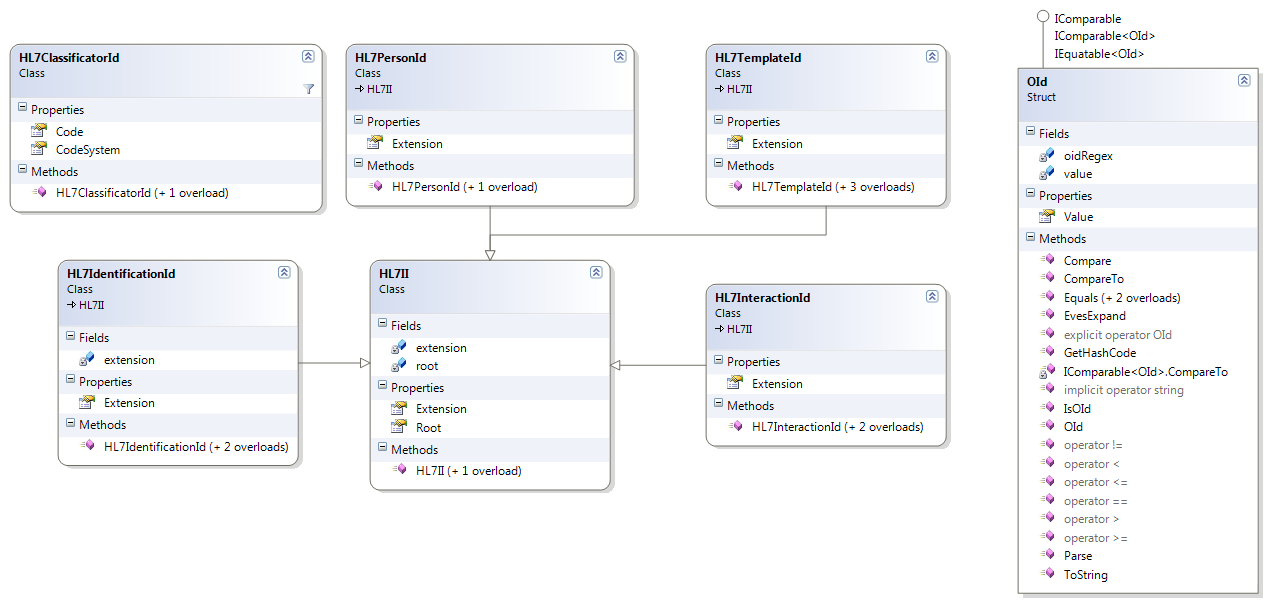 HL7ClassificatorId
Class
Properties
Code
CodeSystem
Methods
HL7ClassificatorId (+ 1 overload)
HL7PersonId
Class
HL7II
Properties
Extension
Methods
HL7PersonId (+ 1 overload)
HL7TemplateId
Class
HL7II
Properties
Extension
Methods
HL7TemplateId (+ 3 overloads)
HL7IdentificationId
Class
HL7II
Fields
extension
Properties
Extension
Methods
HL7IdentificationId (+ 2 overloads)
HL7II
Class
Fields
extension
root
Properties
Extension
Root
Methods
HL7II (+ 1 overload)
HL7InteractionId
Class
HL7II
Properties
Extension
Methods
HL7InteractionId (+ 2 overloads)
IComparable
IComparable<OId>
IEquatable<OId>
OId
Struct
Fields
oidRegex
value
Properties
Value
Methods
Compare
CompareTo
Equals (+ 2 overloads)
EvesExpand
explicit operator OId
GetHashCode
IComparable<OId>.CompareTo
implicit operator string
IsOId
OId
operator !=
operator <
operator <=
operator ==
operator >
operator >=
Parse
ToString